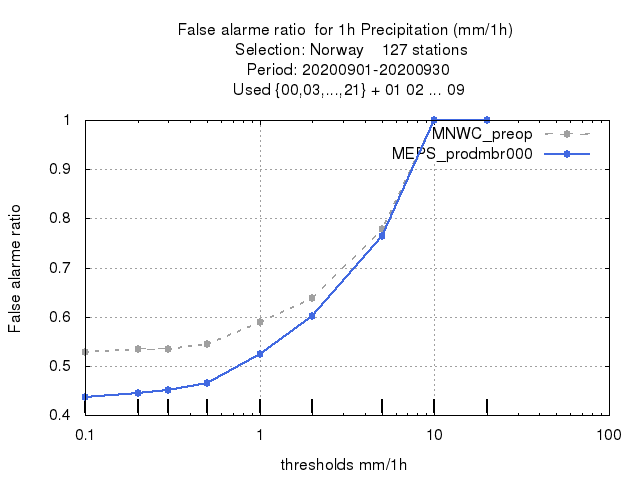 False alarme ratio  for 1h Precipitation (mm/1h)
Selection: Norway    127 stations
Period: 20200901-20200930
Used {00,03,...,21} + 01 02 ... 09
MNWC_preop
MEPS_prodmbr000
False alarme ratio
1
0.9
0.8
0.7
0.6
0.5
0.4
0.1
1
10
100
thresholds mm/1h